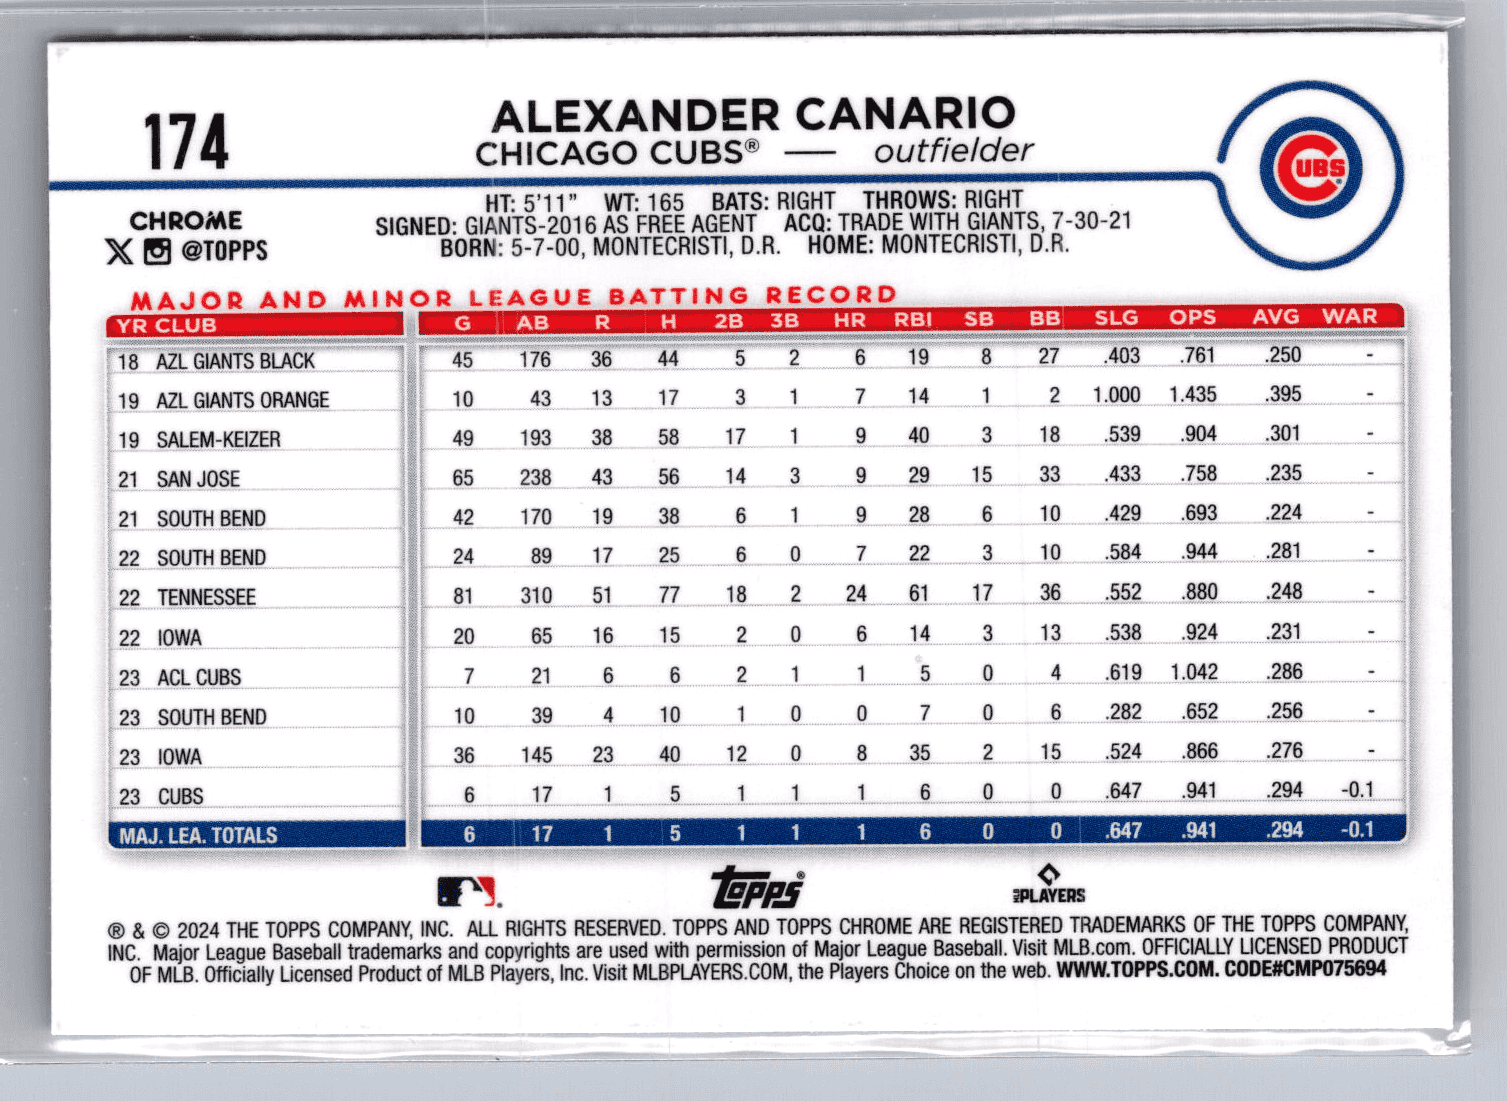 174
ALEXANDER CANARIO
CHICAGO CUBS® — outfielder
CUBS®
CHROME
@TOPPS
HT: 5'11" WT: 165 BATS: RIGHT THROWS: RIGHT
SIGNED: GIANTS-2016 AS FREE AGENT ACQ: TRADE WITH GIANTS, 7-30-21
BORN: 5-7-00, MONTECRISTI, D.R. HOME: MONTECRISTI, D.R.
MAJOR AND MINOR LEAGUE BATTING RECORD
YR CLUB G AB R H 2B 3B HR RBI SB BB SLG OPS AVG WAR
18 AZL GIANTS BLACK 45 176 36 44 5 2 6 19 8 27 .403 .761 .250 -
19 AZL GIANTS ORANGE 10 43 13 17 3 1 7 14 1 2 1.000 1.435 .395 -
19 SALEM-KEIZER 49 193 38 58 17 1 9 40 3 18 .539 .904 .301 -
21 SAN JOSE 65 238 43 56 14 3 9 29 15 33 .433 .758 .235 -
21 SOUTH BEND 42 170 19 38 6 1 9 28 6 10 .429 .693 .224 -
22 SOUTH BEND 24 89 17 25 6 0 7 22 3 10 .584 .944 .281 -
22 TENNESSEE 81 310 51 77 18 2 24 61 17 36 .552 .880 .248 -
22 IOWA 20 65 16 15 2 0 6 14 3 13 .538 .924 .231 -
23 ACL CUBS 7 21 6 6 2 1 1 5 0 4 .619 1.042 .286 -
23 SOUTH BEND 10 39 4 10 1 0 0 7 0 6 .282 .652 .256 -
23 IOWA 36 145 23 40 12 0 8 35 2 15 .524 .866 .276 -
23 CUBS 6 17 1 5 1 1 1 6 0 0 .647 .941 .294 -0.1
MAJ. LEA. TOTALS 6 17 1 5 1 1 1 6 0 0 .647 .941 .294 -0.1
Topps®
MLB PLAYERS
® & © 2024 THE TOPPS COMPANY, INC. ALL RIGHTS RESERVED. TOPPS AND TOPPS CHROME ARE REGISTERED TRADEMARKS OF THE TOPPS COMPANY,
INC. Major League Baseball trademarks and copyrights are used with permission of Major League Baseball. Visit MLB.com. OFFICIALLY LICENSED PRODUCT
OF MLB. Officially Licensed Product of MLB Players, Inc. Visit MLBPLAYERS.COM, the Players Choice on the web. WWW.TOPPS.COM. CODE#CMP075694